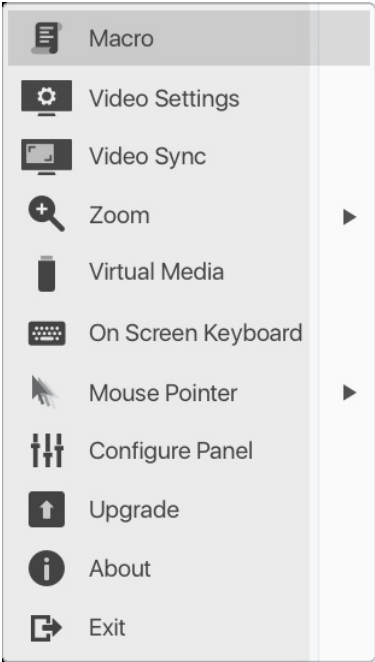 Macro
Video Settings
Video Sync
Zoom
Virtual Media
On Screen Keyboard
Mouse Pointer
Configure Panel
Upgrade
About
Exit